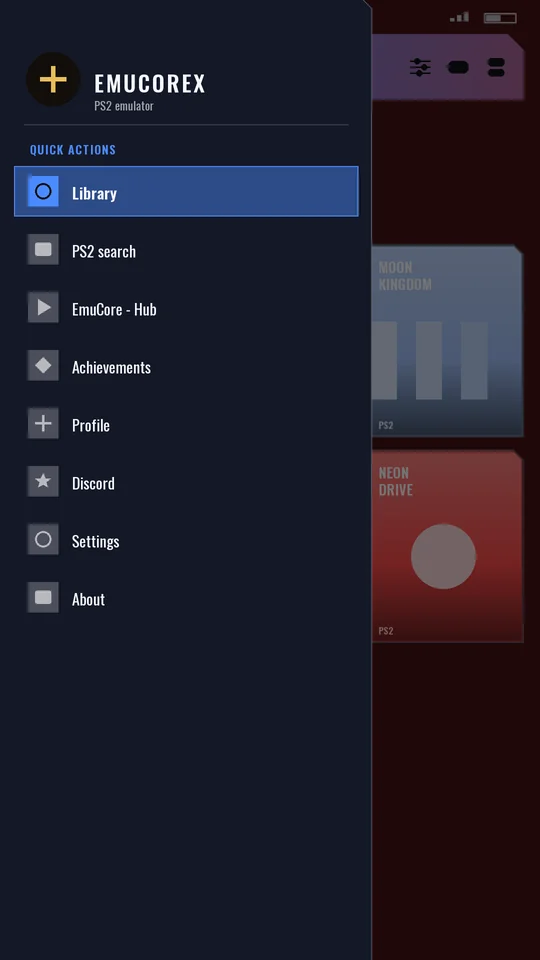 EMUCOREX
PS2 emulator
QUICK ACTIONS
Library
PS2 search
EmuCore - Hub
Achievements
Profile
Discord
Settings
About
MOON
KINGDOM
PS2
NEON
DRIVE
PS2